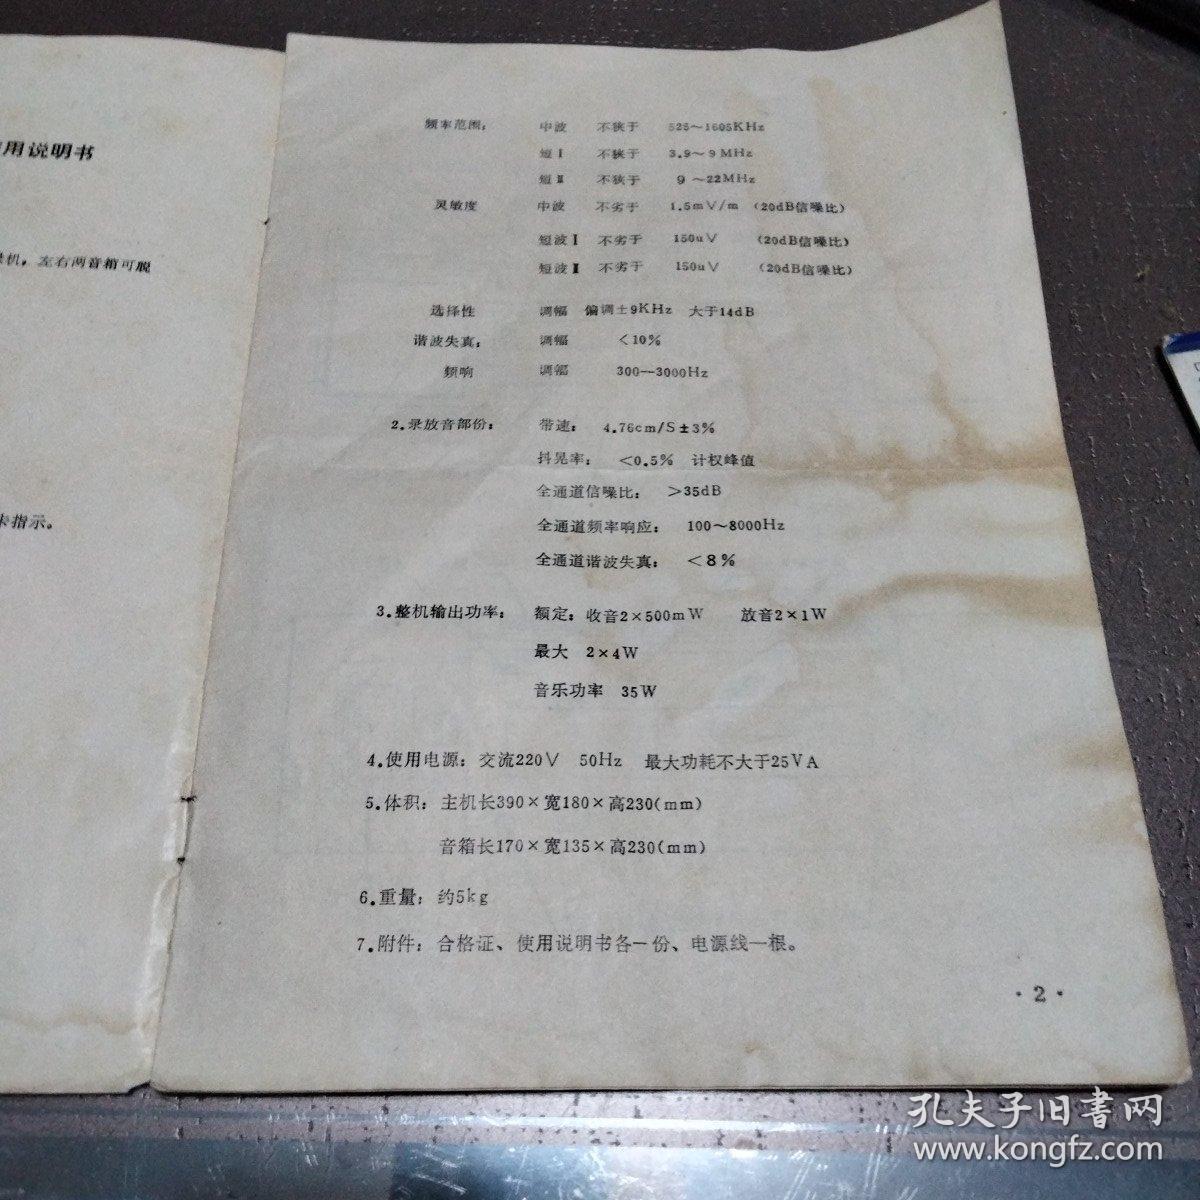 用说明书
机，左右两音箱可脱
卡指示。
频率范围： 中波 不狭于 525～1605KHz
短Ⅰ 不狭于 3.9～9MHz
短Ⅱ 不狭于 9～22MHz
灵敏度 中波 不劣于 1.5mV/m （20dB信噪比）
短波Ⅰ 不劣于 150uV （20dB信噪比）
短波Ⅱ 不劣于 150uV （20dB信噪比）
选择性 调幅 偏调±9KHz 大于14dB
谐波失真： 调幅 <10%
频响 调幅 300—3000Hz
2.录放音部份： 带速： 4.76cm/S±3%
抖晃率： <0.5% 计权峰值
全通道信噪比： >35dB
全通道频率响应： 100～8000Hz
全通道谐波失真： <8%
3.整机输出功率： 额定：收音2×500mW 放音2×1W
最大 2×4W
音乐功率 35W
4.使用电源：交流220V 50Hz 最大功耗不大于25VA
5.体积：主机长390×宽180×高230(mm)
音箱长170×宽135×高230(mm)
6.重量：约5kg
7.附件：合格证、使用说明书各一份、电源线一根。
·2·
孔夫子旧书网
www.kongfz.com